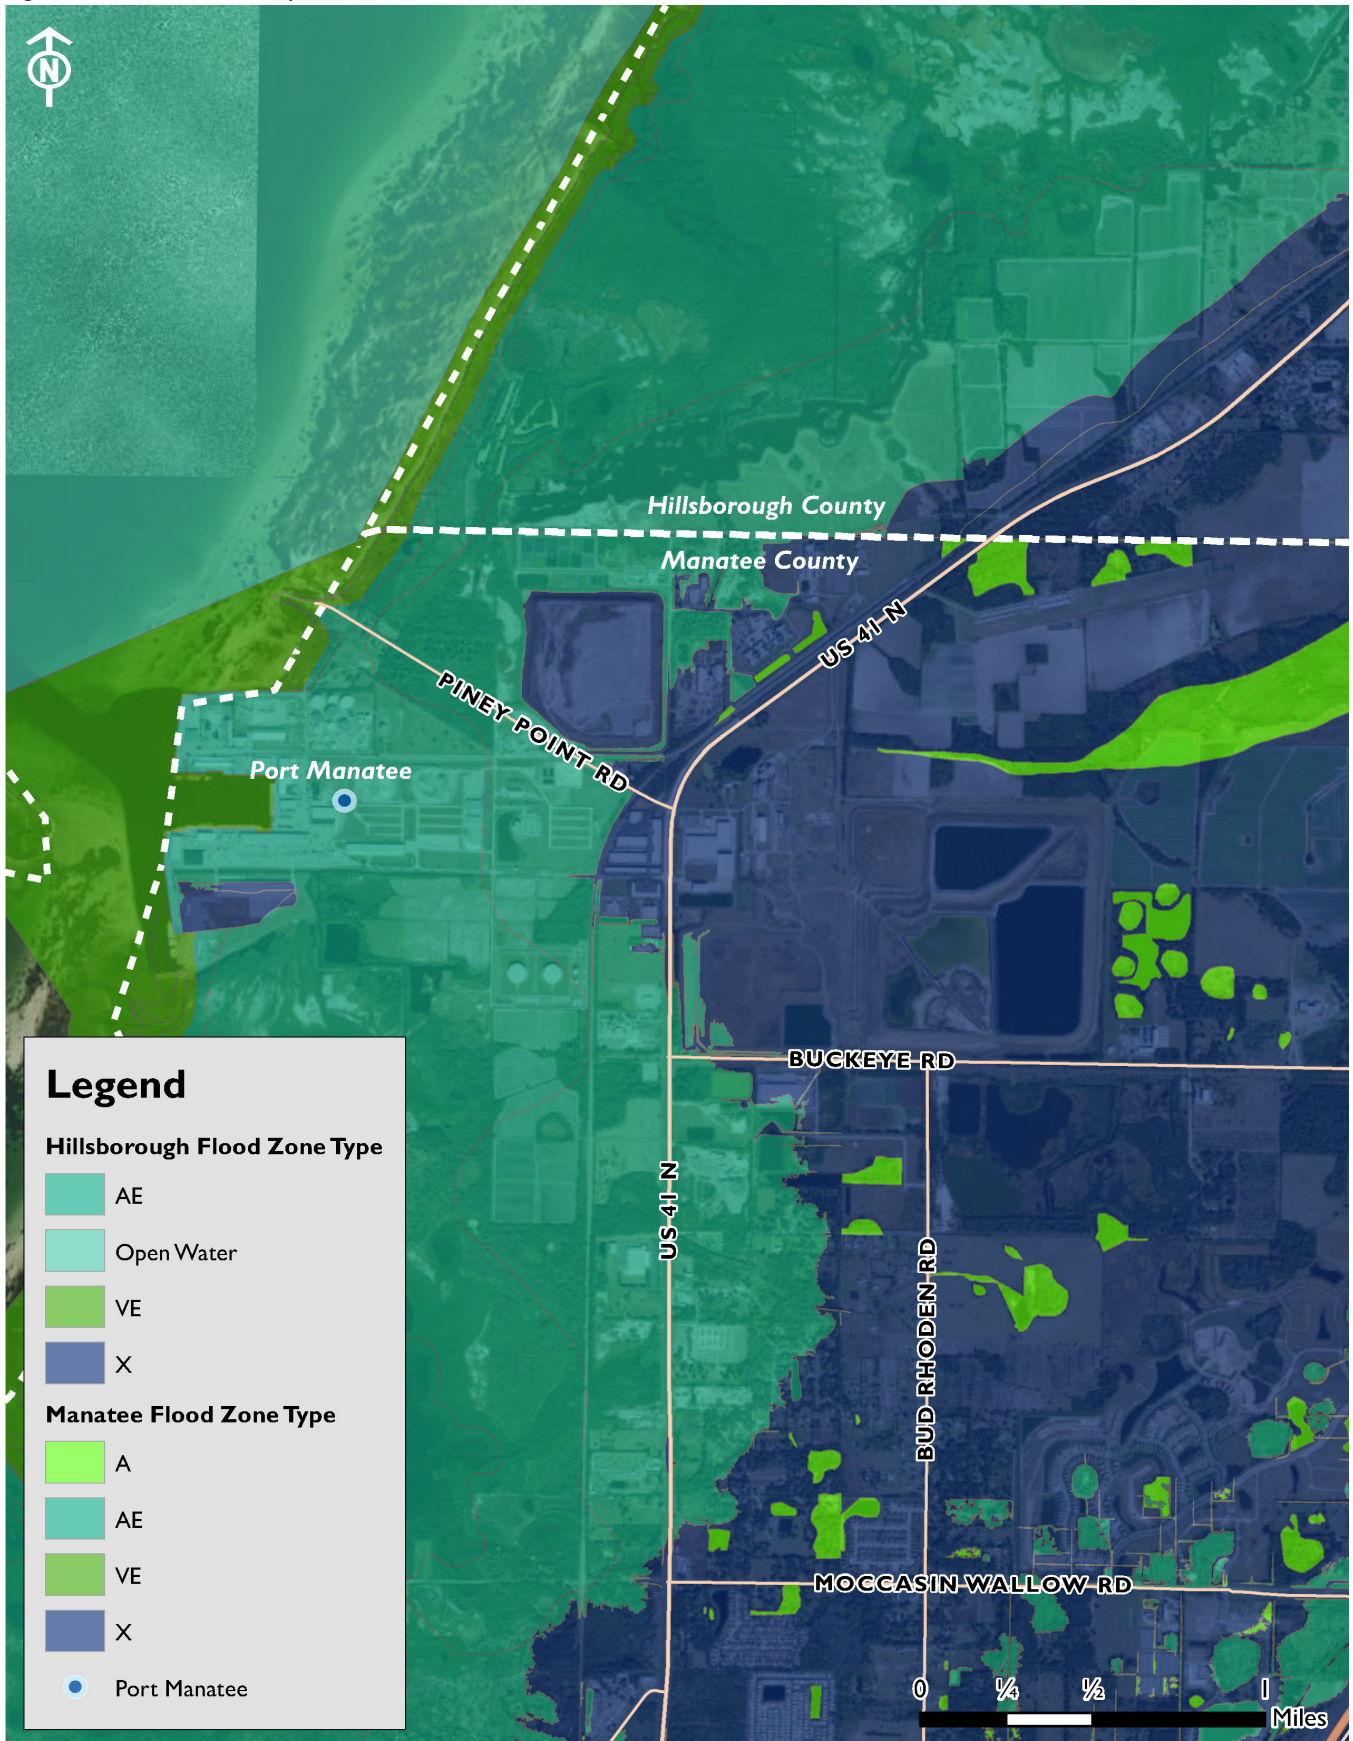 N
Hillsborough County
Manatee County
US 41 N
PINEY POINT RD
Port Manatee
BUCKEYE RD
US 41 N
BUD RHODEN RD
MOCCASIN WALLOW RD
Legend
Hillsborough Flood Zone Type
AE
Open Water
VE
X
Manatee Flood Zone Type
A
AE
VE
X
Port Manatee
0 ¼ ½ 1
Miles